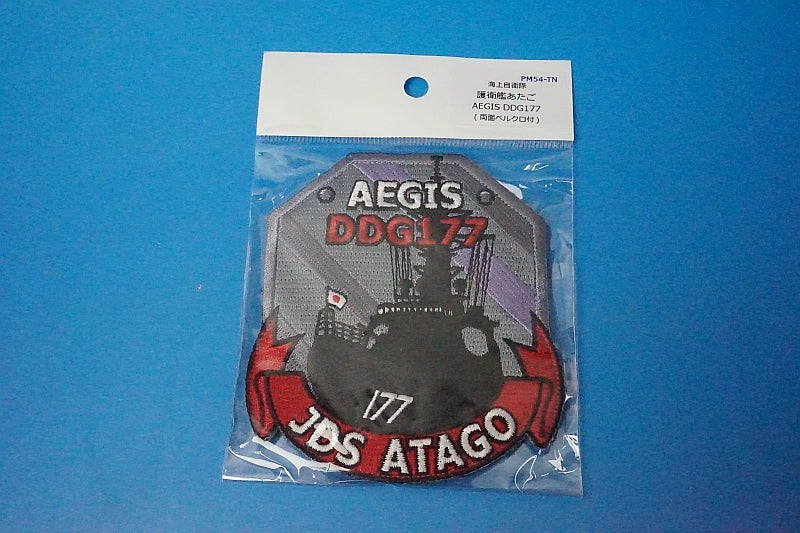 PM54-TN
海上自衛隊
護衛艦あたご
AEGIS DDG177
(両面ベルクロ付)
AEGIS
DDG177
177
JDS ATAGO